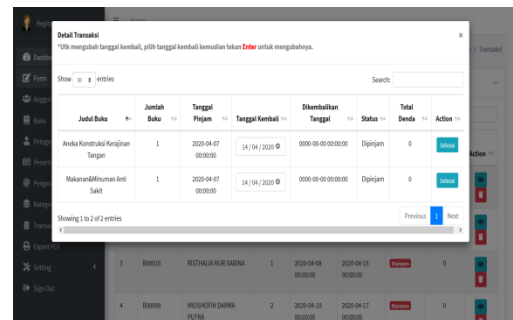 Detail Transaksi
x
*Utk mengubah tanggal kembali, pilih tanggal kembali kemudian tekan Enter untuk mengubahnya.
/ Transaksi
Show 10 entries
Search:
Judul Buku
Jumlah Buku
Tanggal Pinjam
Tanggal Kembali
Dikembalikan Tanggal
Status
Total Denda
Action
Aneka Konstruksi Kerajinan Tangan
1
2020-04-07 00:00:00
14/04/2020
0000-00-00 00:00:00
Dipinjam
0
Selesai
Makanan&Minuman Anti Sakit
1
2020-04-07 00:00:00
14/04/2020
0000-00-00 00:00:00
Dipinjam
0
Selesai
Showing 1 to 2 of 2 entries
Previous 1 Next
Form
Buku
Kategori
Export PDF
Setting
Sign Out
Action
3
RISTHALIA NUR SABINA
1
2020-04-08 00:00:00
2020-04-15 00:00:00
Dipinjam
0
4
MIOSHOFIN DARMA PUTRA
2
2020-04-10 00:00:00
2020-04-17 00:00:00
Dipinjam
0